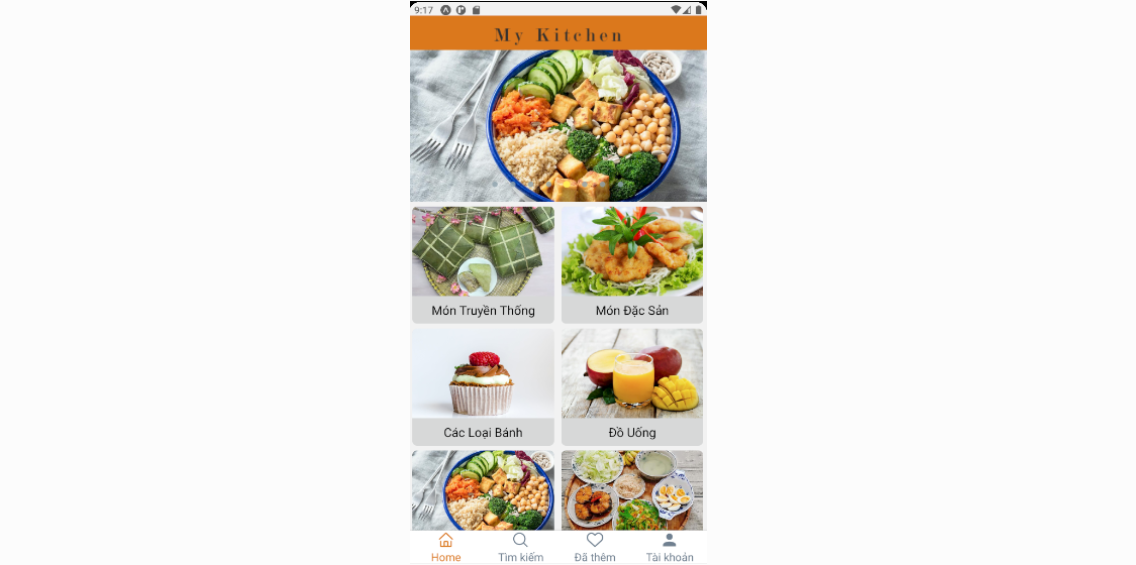 9:17
My Kitchen
Món Truyền Thống
Món Đặc Sản
Các Loại Bánh
Đồ Uống
Home
Tìm kiếm
Đã thêm
Tài khoản